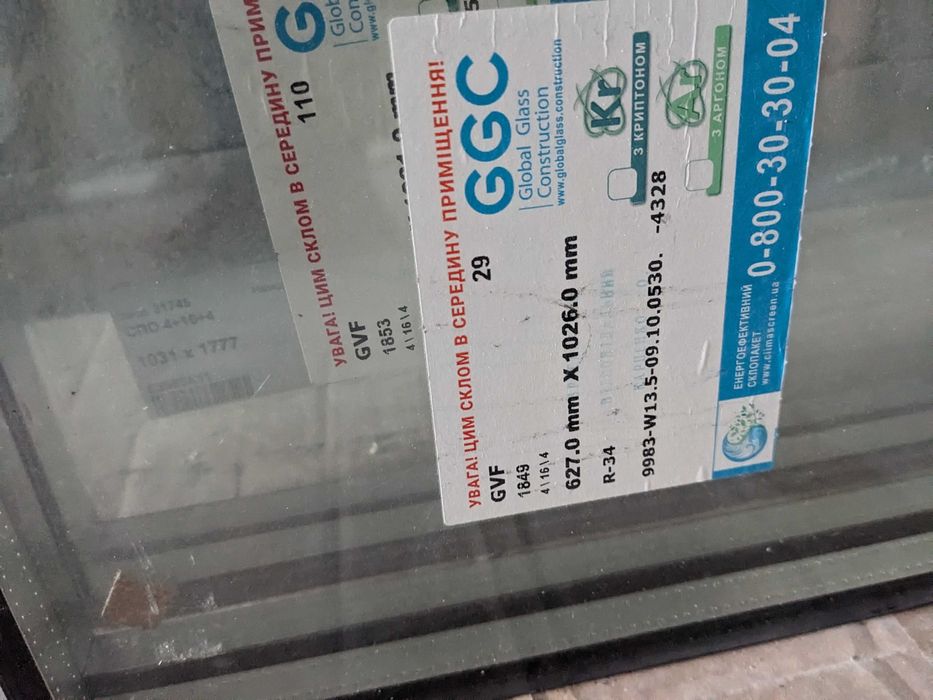 УВАГА! ЦИМ СКЛОМ В СЕРЕДИНУ ПРИМІЩЕННЯ!
GVF
29
GGC
1849
Global Glass
4\16\4
Construction
www.globalglass.construction
627.0 mm X 1026.0 mm
Kr
З КРИПТОНОМ
R-34
Ar
З АРГОНОМ
9983-W13.5-09.10.0530. -4328
ЕНЕРГОЕФЕКТИВНИЙ
СКЛОПАКЕТ
www.climascreen.ua
0-800-30-30-04
УВАГА! ЦИМ СКЛОМ В СЕРЕДИНУ
GVF
110
1853
4\16\4
mm
31745
СПО 4-16-4
1031 x 1777